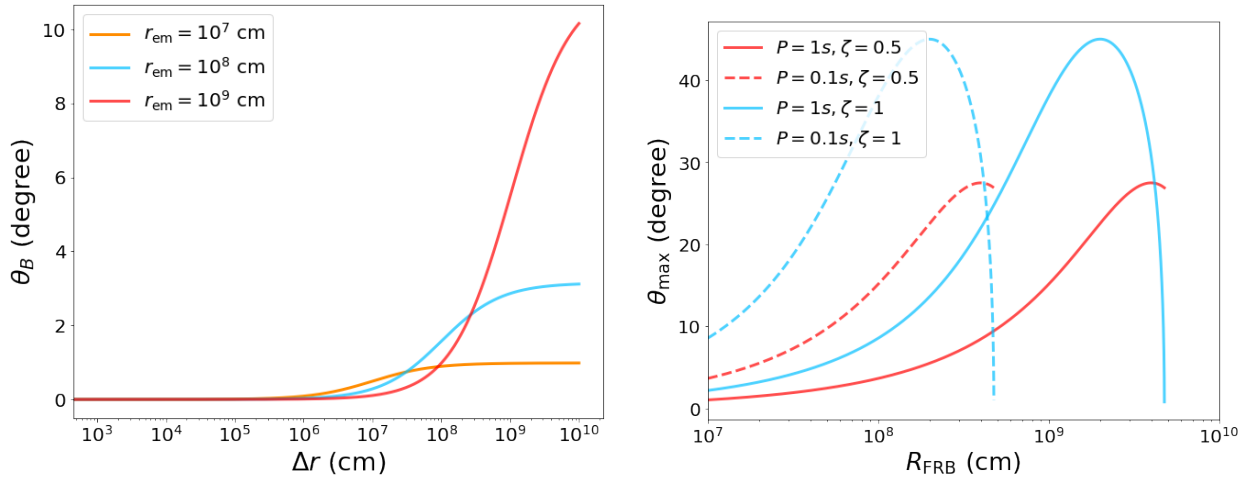 10
8
6
4
2
0
θ_B (degree)
r_em = 10^7 cm
r_em = 10^8 cm
r_em = 10^9 cm
10^3 10^4 10^5 10^6 10^7 10^8 10^9 10^10
Δr (cm)
40
30
20
10
0
θ_max (degree)
P = 1s, ζ = 0.5
P = 0.1s, ζ = 0.5
P = 1s, ζ = 1
P = 0.1s, ζ = 1
10^7 10^8 10^9 10^10
R_FRB (cm)